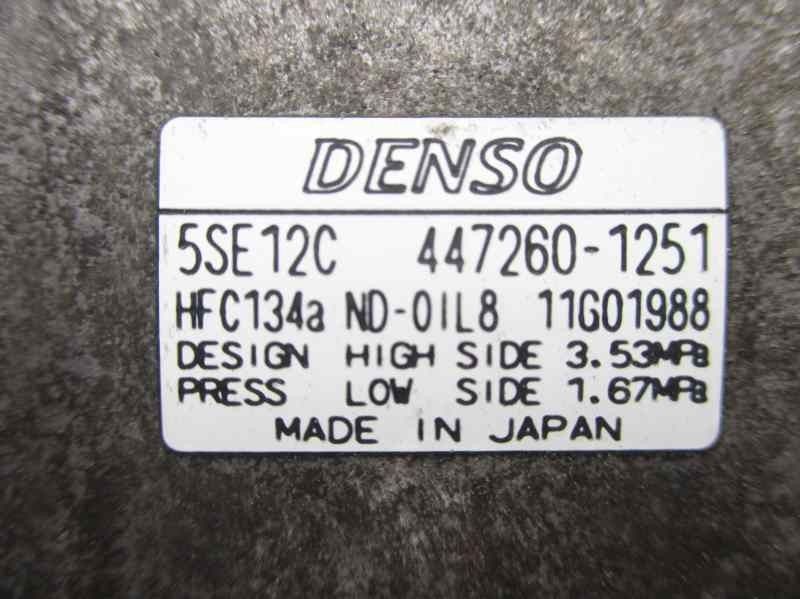 DENSO
5SE12C 447260-1251
HFC134a ND-OIL8 11G01988
DESIGN HIGH SIDE 3.53MPa
PRESS LOW SIDE 1.67MPa
MADE IN JAPAN